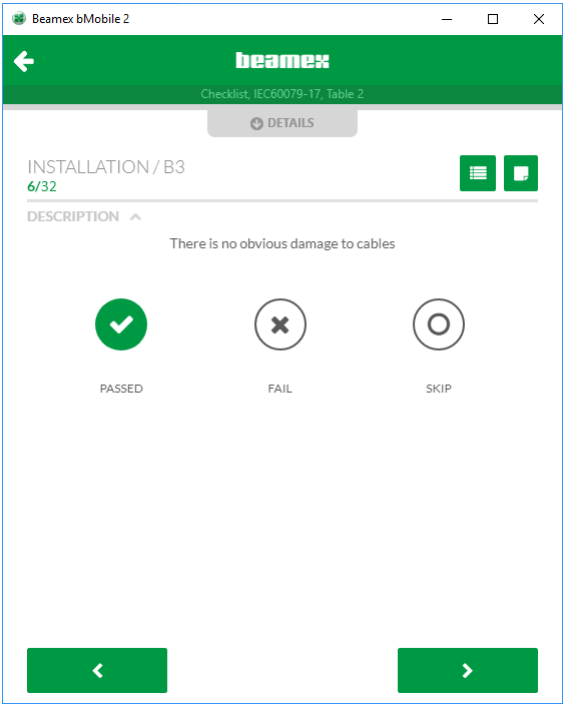 Beamex bMobile 2
beamex
Checklist, IEC60079-17, Table 2
DETAILS
INSTALLATION / B3
6/32
DESCRIPTION
There is no obvious damage to cables
PASSED
FAIL
SKIP